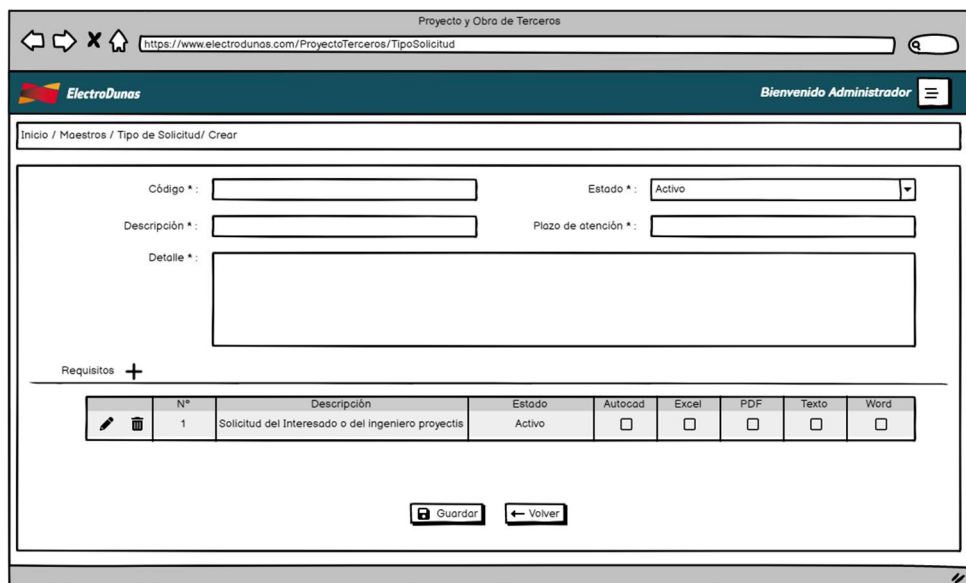 Proyecto y Obra de Terceros
https://www.electrodunas.com/ProyectoTerceros/TipoSolicitud
ElectroDunas
Bienvenido Administrador
Inicio / Maestros / Tipo de Solicitud/ Crear
Código * :
Estado * : Activo
Descripción * :
Plazo de atención * :
Detalle * :
Requisitos
N° Descripción Estado Autocad Excel PDF Texto Word
1 Solicitud del Interesado o del ingeniero proyectis Activo
Guardar Volver